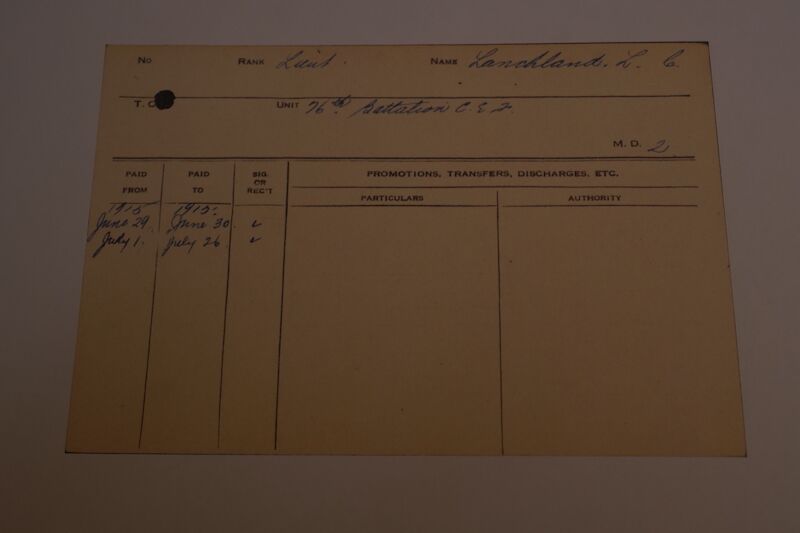 No Rank Lieut. Name Lanchland. L. C.
T. O Unit 76th Battalion C.E.F.
M. D. 2
PAID FROM PAID TO SIG. OR REC'T PROMOTIONS, TRANSFERS, DISCHARGES, ETC.
PARTICULARS AUTHORITY
1915 1915.
June 29. June 30. ✓
July 1. July 26. ✓